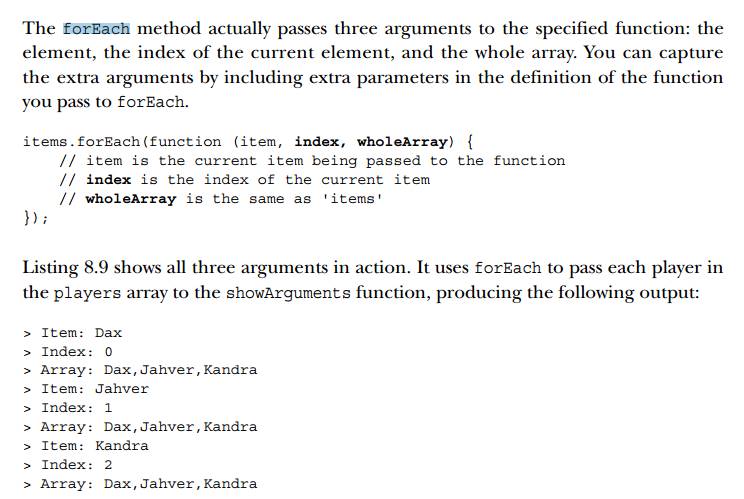 The forEach method actually passes three arguments to the specified function: the
element, the index of the current element, and the whole array. You can capture
the extra arguments by including extra parameters in the definition of the function
you pass to forEach.
items.forEach(function (item, index, wholeArray) {
    // item is the current item being passed to the function
    // index is the index of the current item
    // wholeArray is the same as 'items'
});
Listing 8.9 shows all three arguments in action. It uses forEach to pass each player in
the players array to the showArguments function, producing the following output:
> Item: Dax
> Index: 0
> Array: Dax,Jahver,Kandra
> Item: Jahver
> Index: 1
> Array: Dax,Jahver,Kandra
> Item: Kandra
> Index: 2
> Array: Dax,Jahver,Kandra